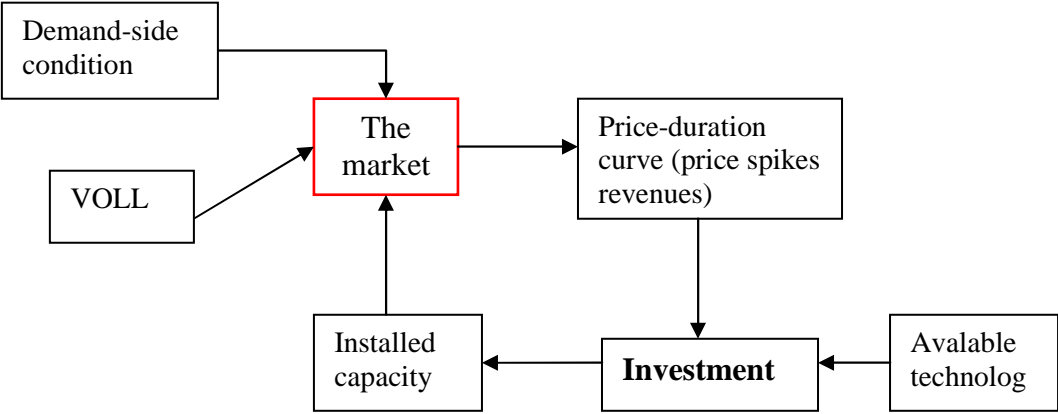 Demand-side
condition
The
market
Price-duration
curve (price spikes
revenues)
VOLL
Installed
capacity
Investment
Avalable
technolog